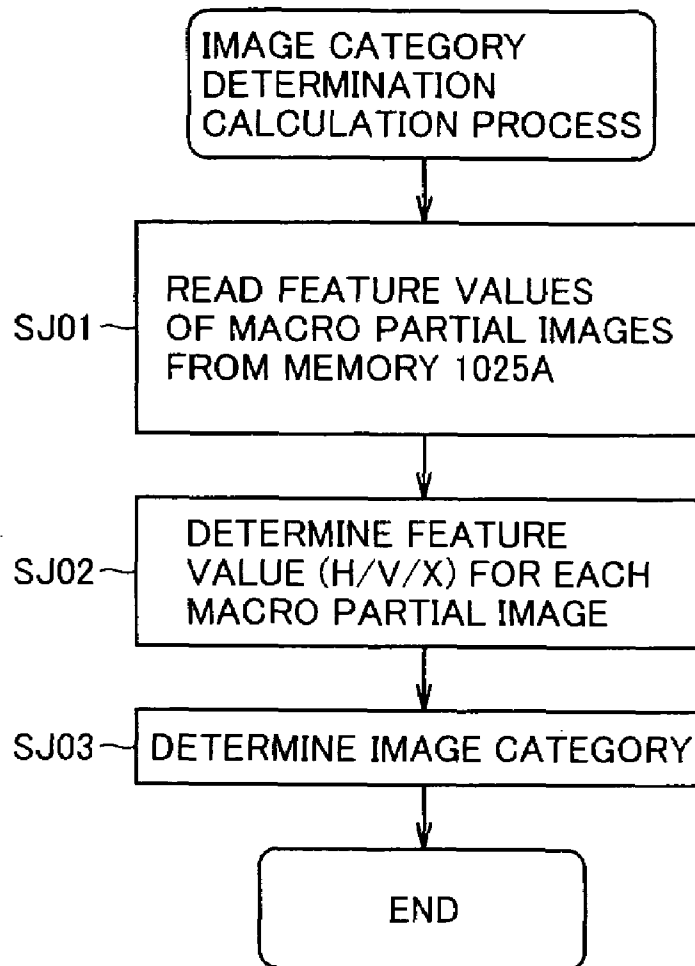 IMAGE CATEGORY
DETERMINATION
CALCULATION PROCESS
READ FEATURE VALUES
SJ01 OF MACRO PARTIAL IMAGES
FROM MEMORY 1025A
DETERMINE FEATURE
SJ02 VALUE (H/V/X) FOR EACH
MACRO PARTIAL IMAGE
SJ03 DETERMINE IMAGE CATEGORY
END